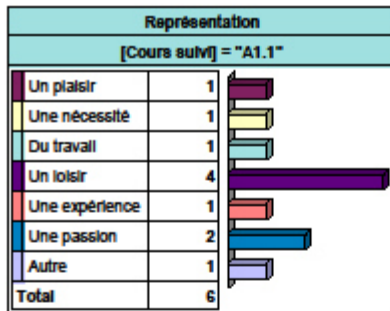 Représentation
[Cours suivi] = "A1.1"
Un plaisir 1
Une nécessité 1
Du travail 1
Un loisir 4
Une expérience 1
Une passion 2
Autre 1
Total 6